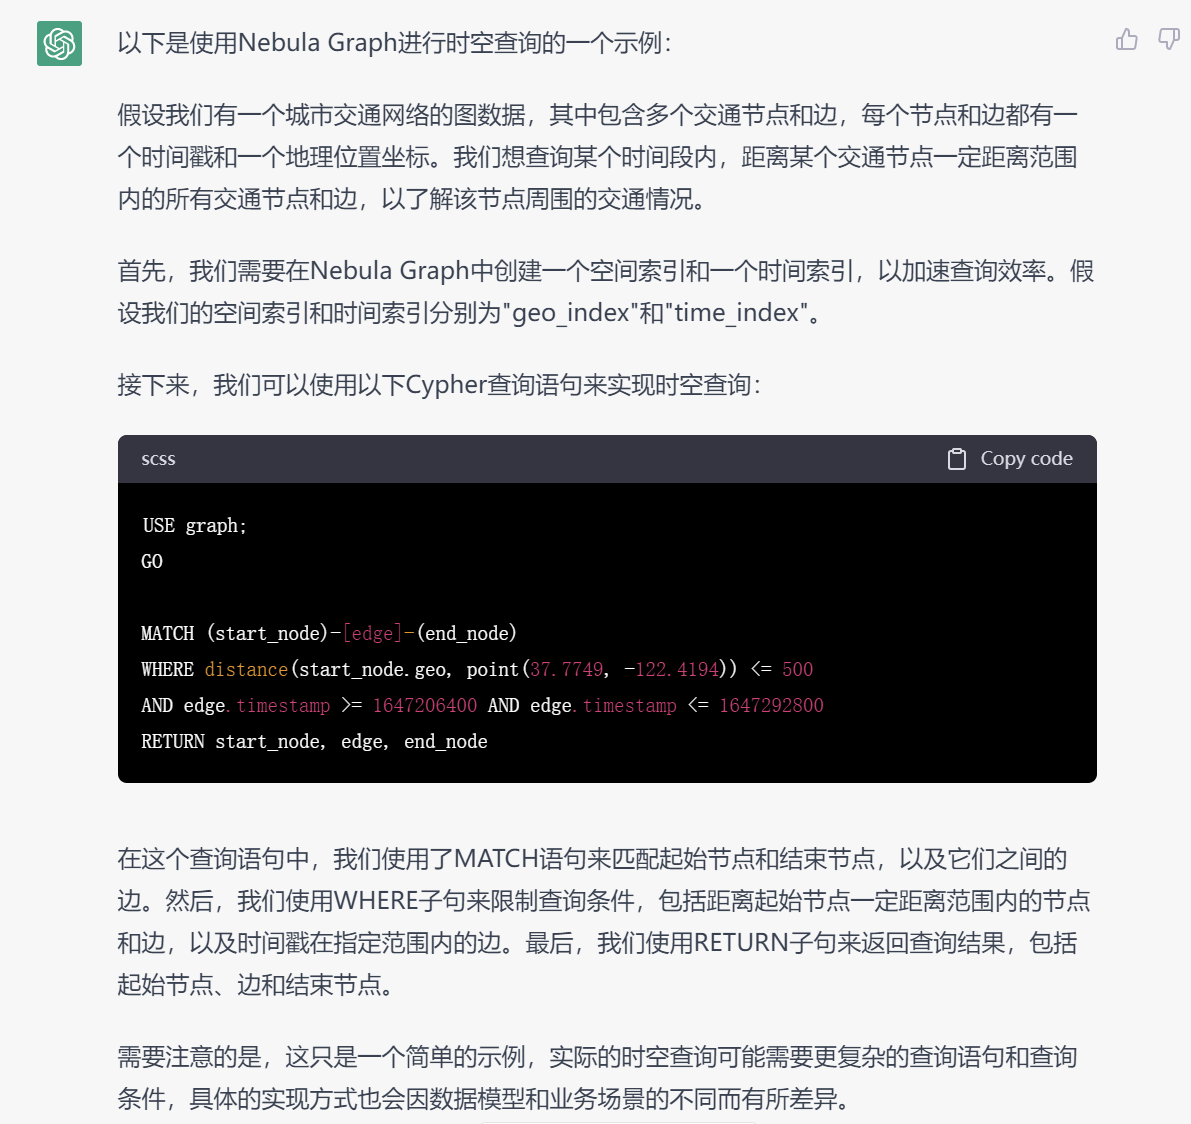 以下是使用Nebula Graph进行时空查询的一个示例：
假设我们有一个城市交通网络的图数据，其中包含多个交通节点和边，每个节点和边都有一
个时间戳和一个地理位置坐标。我们想查询某个时间段内，距离某个交通节点一定距离范围
内的所有交通节点和边，以了解该节点周围的交通情况。
首先，我们需要在Nebula Graph中创建一个空间索引和一个时间索引，以加速查询效率。假
设我们的空间索引和时间索引分别为"geo_index"和"time_index"。
接下来，我们可以使用以下Cypher查询语句来实现时空查询：
scss Copy code
USE graph;
GO
MATCH (start_node)-[edge]-(end_node)
WHERE distance(start_node.geo, point(37.7749, -122.4194)) <= 500
AND edge.timestamp >= 1647206400 AND edge.timestamp <= 1647292800
RETURN start_node, edge, end_node
在这个查询语句中，我们使用了MATCH语句来匹配起始节点和结束节点，以及它们之间的
边。然后，我们使用WHERE子句来限制查询条件，包括距离起始节点一定距离范围内的节点
和边，以及时间戳在指定范围内的边。最后，我们使用RETURN子句来返回查询结果，包括
起始节点、边和结束节点。
需要注意的是，这只是一个简单的示例，实际的时空查询可能需要更复杂的查询语句和查询
条件，具体的实现方式也会因数据模型和业务场景的不同而有所差异。